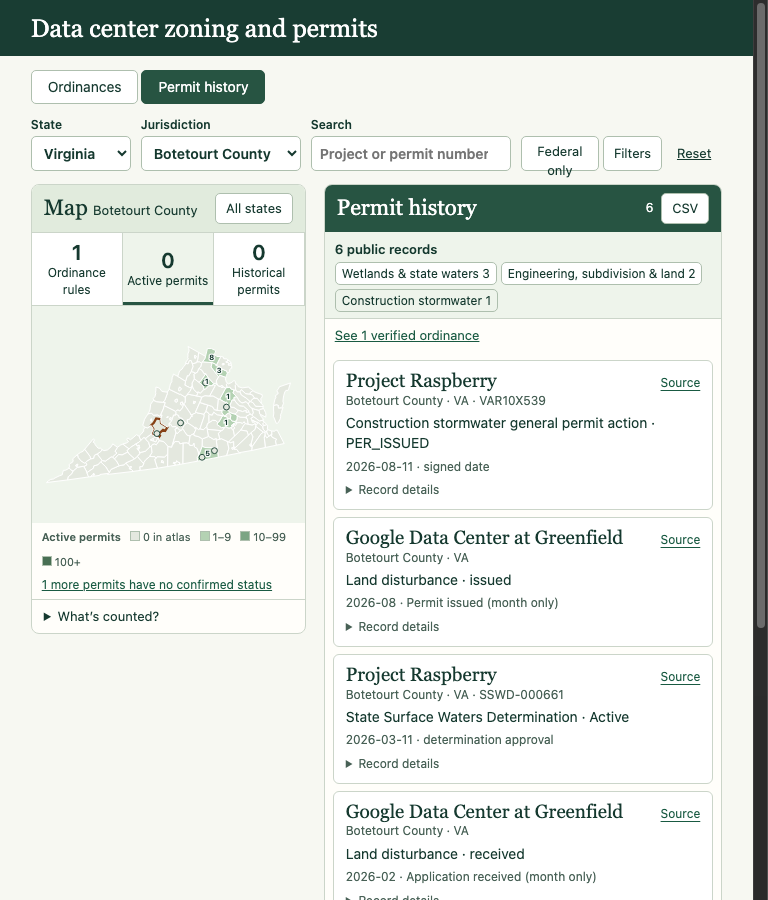 Data center zoning and permits
Ordinances
Permit history
State
Jurisdiction
Search
Virginia
Botetourt County
Project or permit number
Federal
only
Filters
Reset
Map Botetourt County
All states
1
Ordinance
rules
0
Active permits
0
Historical
permits
8
3
1
1
1
5
Active permits
0 in atlas
1–9
10–99
100+
1 more permits have no confirmed status
What's counted?
Permit history
6
CSV
6 public records
Wetlands & state waters 3
Engineering, subdivision & land 2
Construction stormwater 1
See 1 verified ordinance
Project Raspberry
Source
Botetourt County · VA · VAR10X539
Construction stormwater general permit action ·
PER_ISSUED
2026-08-11 · signed date
Record details
Google Data Center at Greenfield
Source
Botetourt County · VA
Land disturbance · issued
2026-08 · Permit issued (month only)
Record details
Project Raspberry
Source
Botetourt County · VA · SSWD-000661
State Surface Waters Determination · Active
2026-03-11 · determination approval
Record details
Google Data Center at Greenfield
Source
Botetourt County · VA
Land disturbance · received
2026-02 · Application received (month only)
Record details